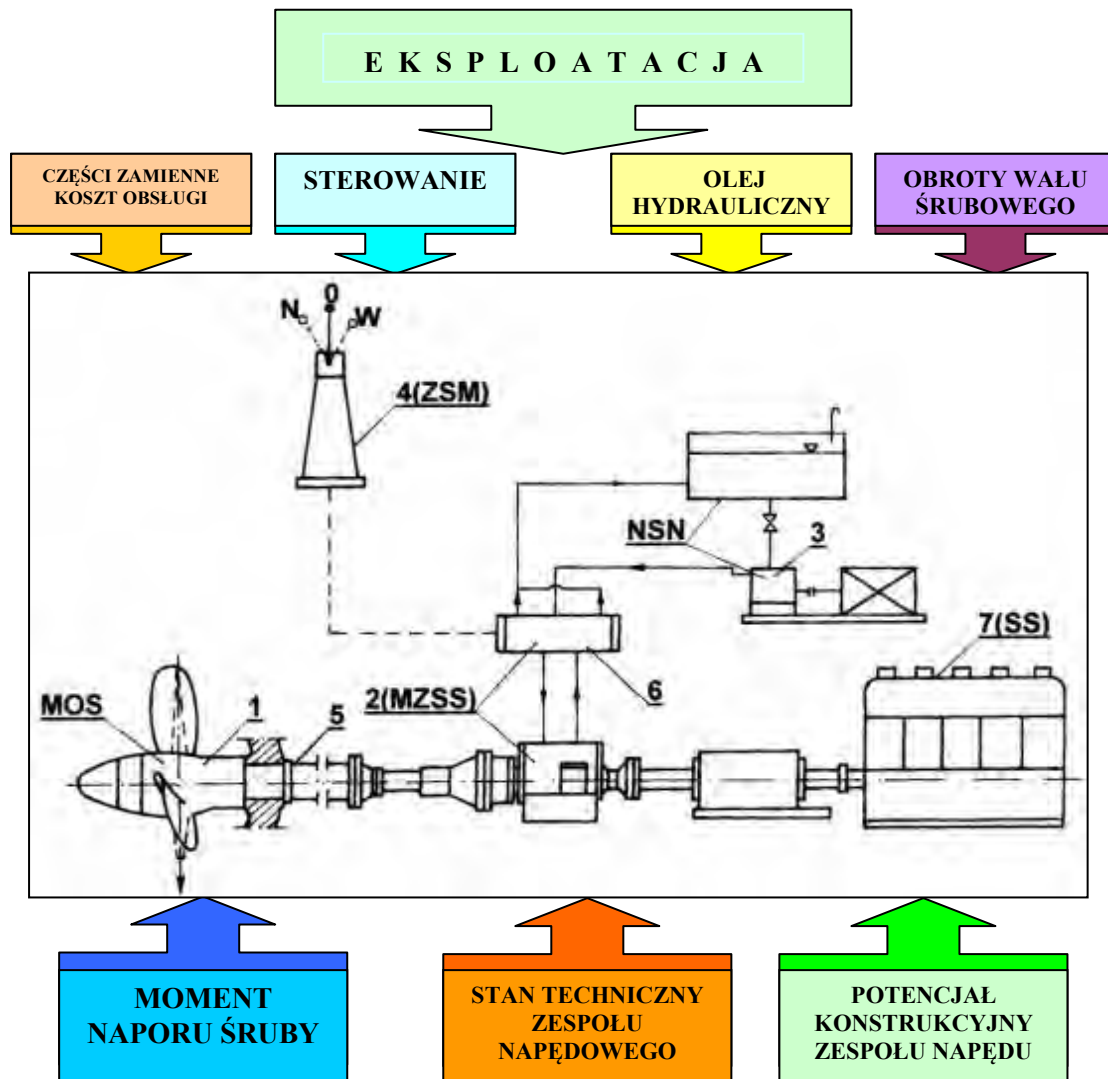 E K S P L O A T A C J A
CZĘŚCI ZAMIENNE
KOSZT OBSŁUGI
STEROWANIE
OLEJ
HYDRAULICZNY
OBROTY WAŁU
ŚRUBOWEGO
N 0 W
4(ZSM)
NSN
3
7(SS)
2(MZSS)
6
MOS
1
5
MOMENT
NAPORU ŚRUBY
STAN TECHNICZNY
ZESPOŁU
NAPĘDOWEGO
POTENCJAŁ
KONSTRUKCYJNY
ZESPOŁU NAPĘDU